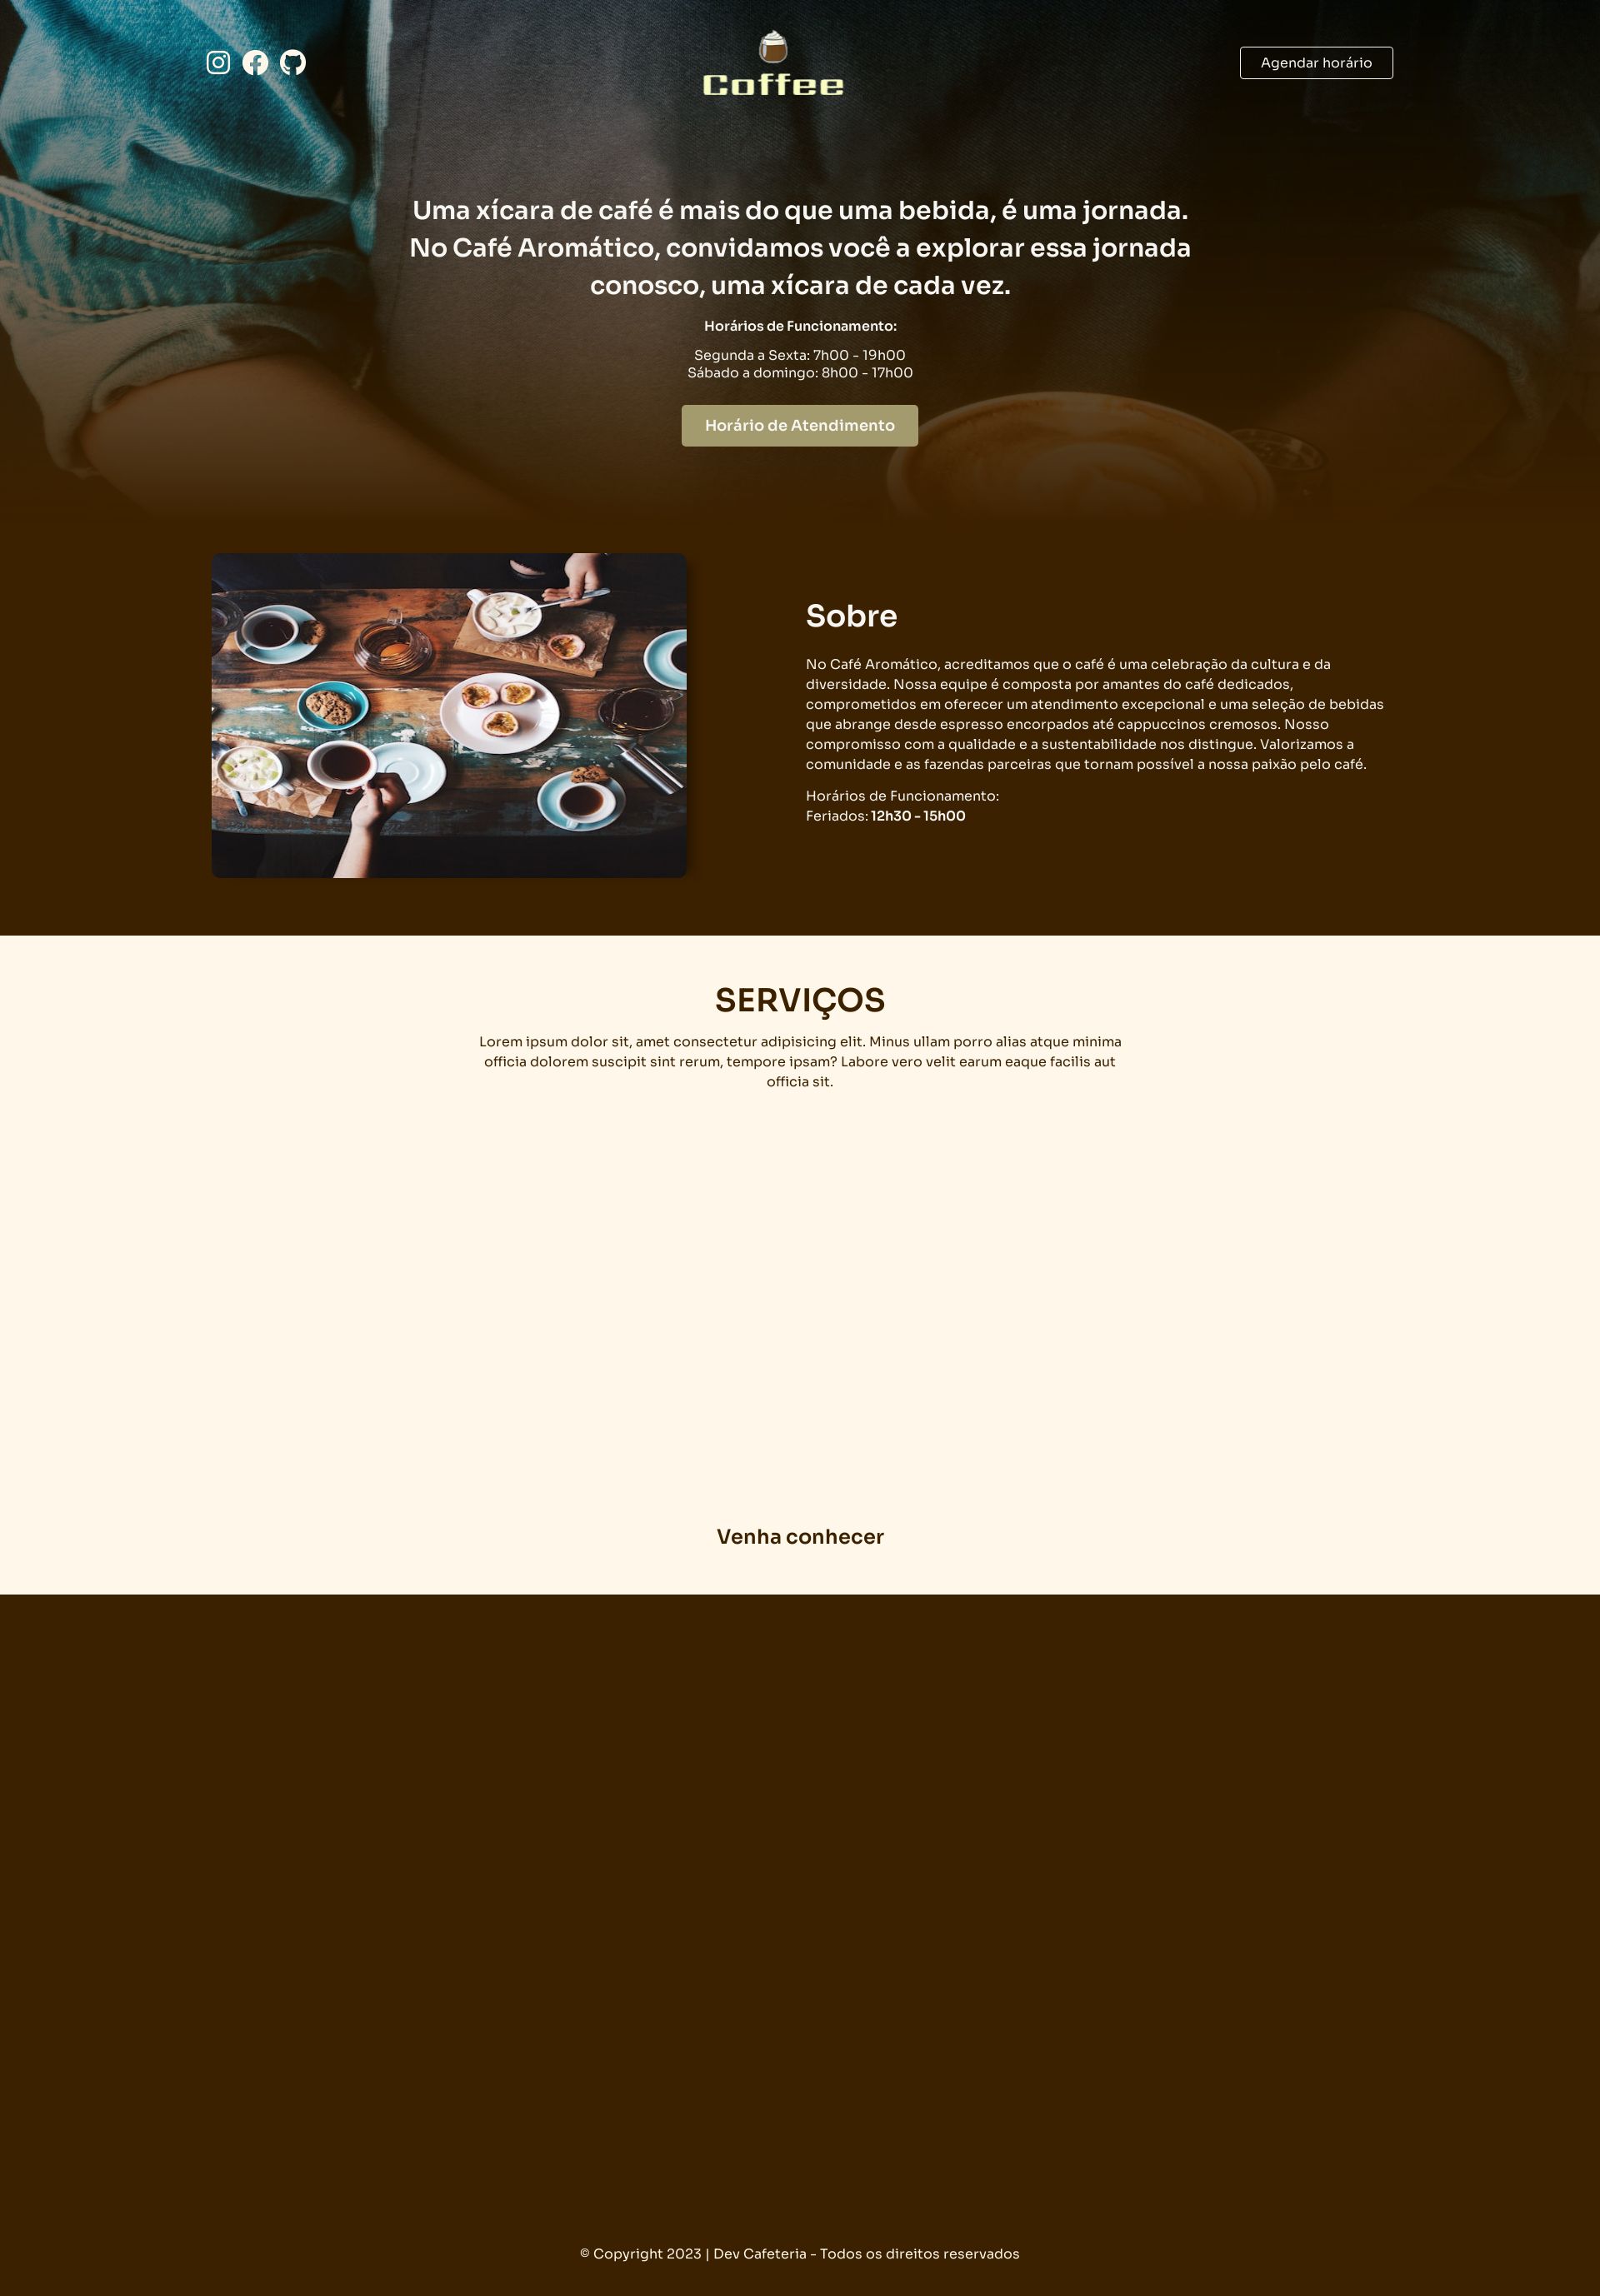 Coffee
Agendar horário
Uma xícara de café é mais do que uma bebida, é uma jornada.
No Café Aromático, convidamos você a explorar essa jornada
conosco, uma xícara de cada vez.
Horários de Funcionamento:
Segunda a Sexta: 7h00 - 19h00
Sábado a domingo: 8h00 - 17h00
Horário de Atendimento
Sobre
No Café Aromático, acreditamos que o café é uma celebração da cultura e da
diversidade. Nossa equipe é composta por amantes do café dedicados,
comprometidos em oferecer um atendimento excepcional e uma seleção de bebidas
que abrange desde espresso encorpados até cappuccinos cremosos. Nosso
compromisso com a qualidade e a sustentabilidade nos distingue. Valorizamos a
comunidade e as fazendas parceiras que tornam possível a nossa paixão pelo café.
Horários de Funcionamento:
Feriados: 12h30 - 15h00
SERVIÇOS
Lorem ipsum dolor sit, amet consectetur adipisicing elit. Minus ullam porro alias atque minima
officia dolorem suscipit sint rerum, tempore ipsam? Labore vero velit earum eaque facilis aut
officia sit.
Venha conhecer
© Copyright 2023 | Dev Cafeteria - Todos os direitos reservados